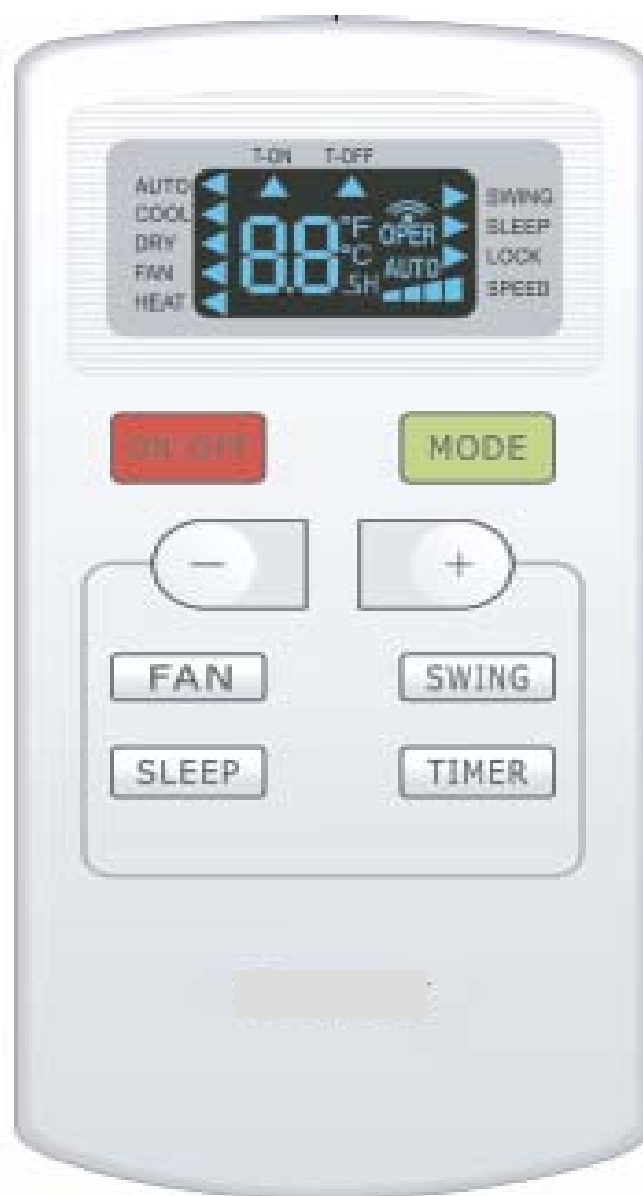 T-ON T-OFF
AUTO
COOL
DRY
FAN
HEAT
88
°F
°C
.5H
OPER
AUTO
SWING
SLEEP
LOCK
SPEED
ON/OFF
MODE
− +
FAN SWING
SLEEP TIMER